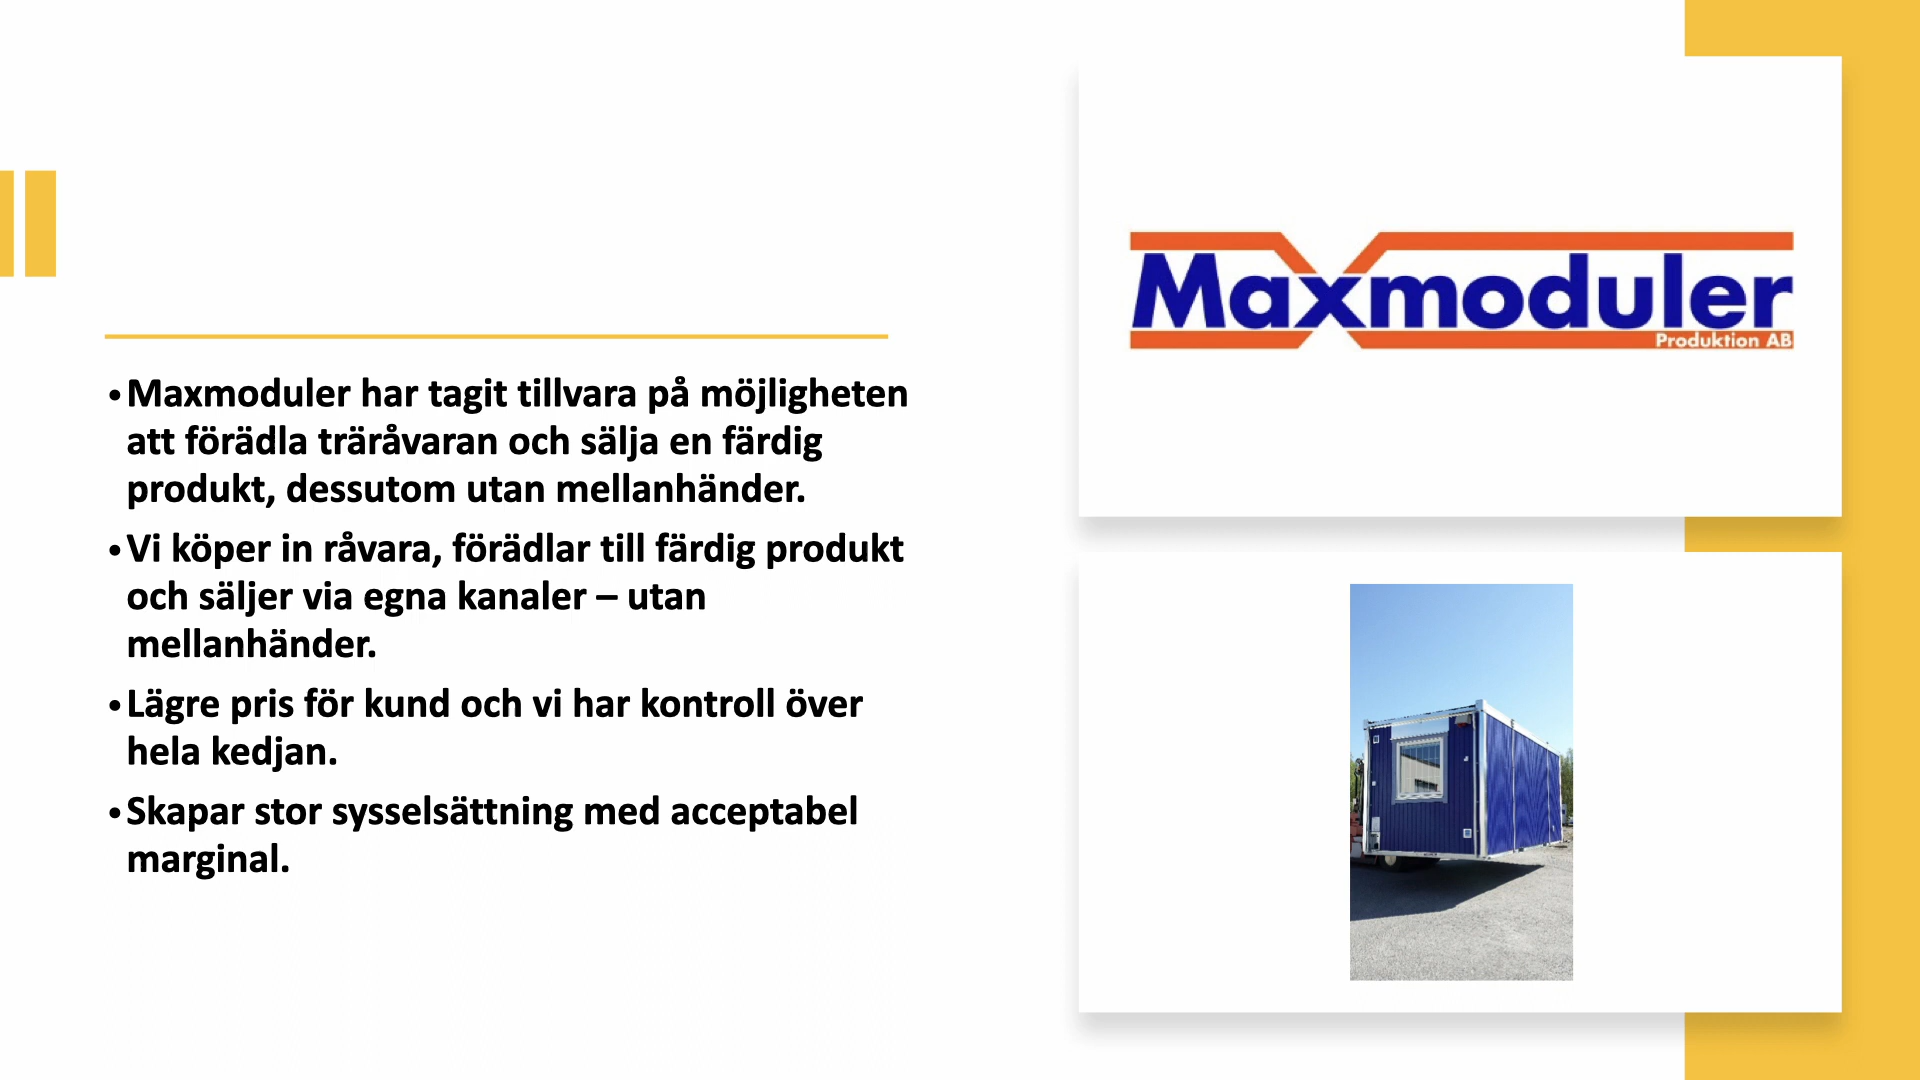 •Maxmoduler har tagit tillvara på möjligheten
att förädla träråvaran och sälja en färdig
produkt, dessutom utan mellanhänder.
•Vi köper in råvara, förädlar till färdig produkt
och säljer via egna kanaler – utan
mellanhänder.
•Lägre pris för kund och vi har kontroll över
hela kedjan.
•Skapar stor sysselsättning med acceptabel
marginal.
Maxmoduler
Produktion AB